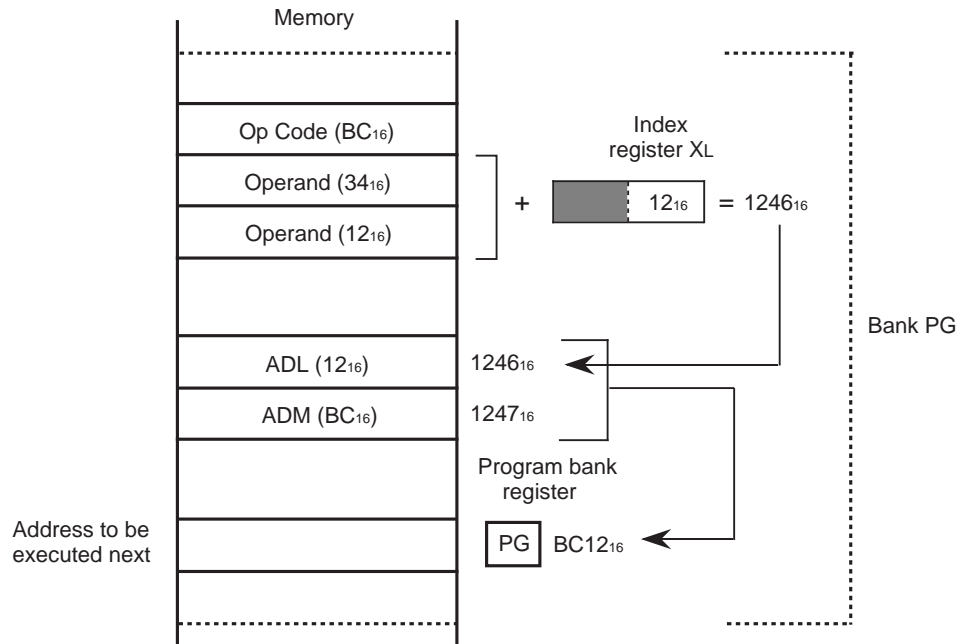 Memory
Op Code (BC16)
Operand (3416)
Operand (1216)
Index
register XL
+
1216
= 124616
Bank PG
ADL (1216)
124616
ADM (BC16)
124716
Program bank
register
Address to be
executed next
PG
BC1216